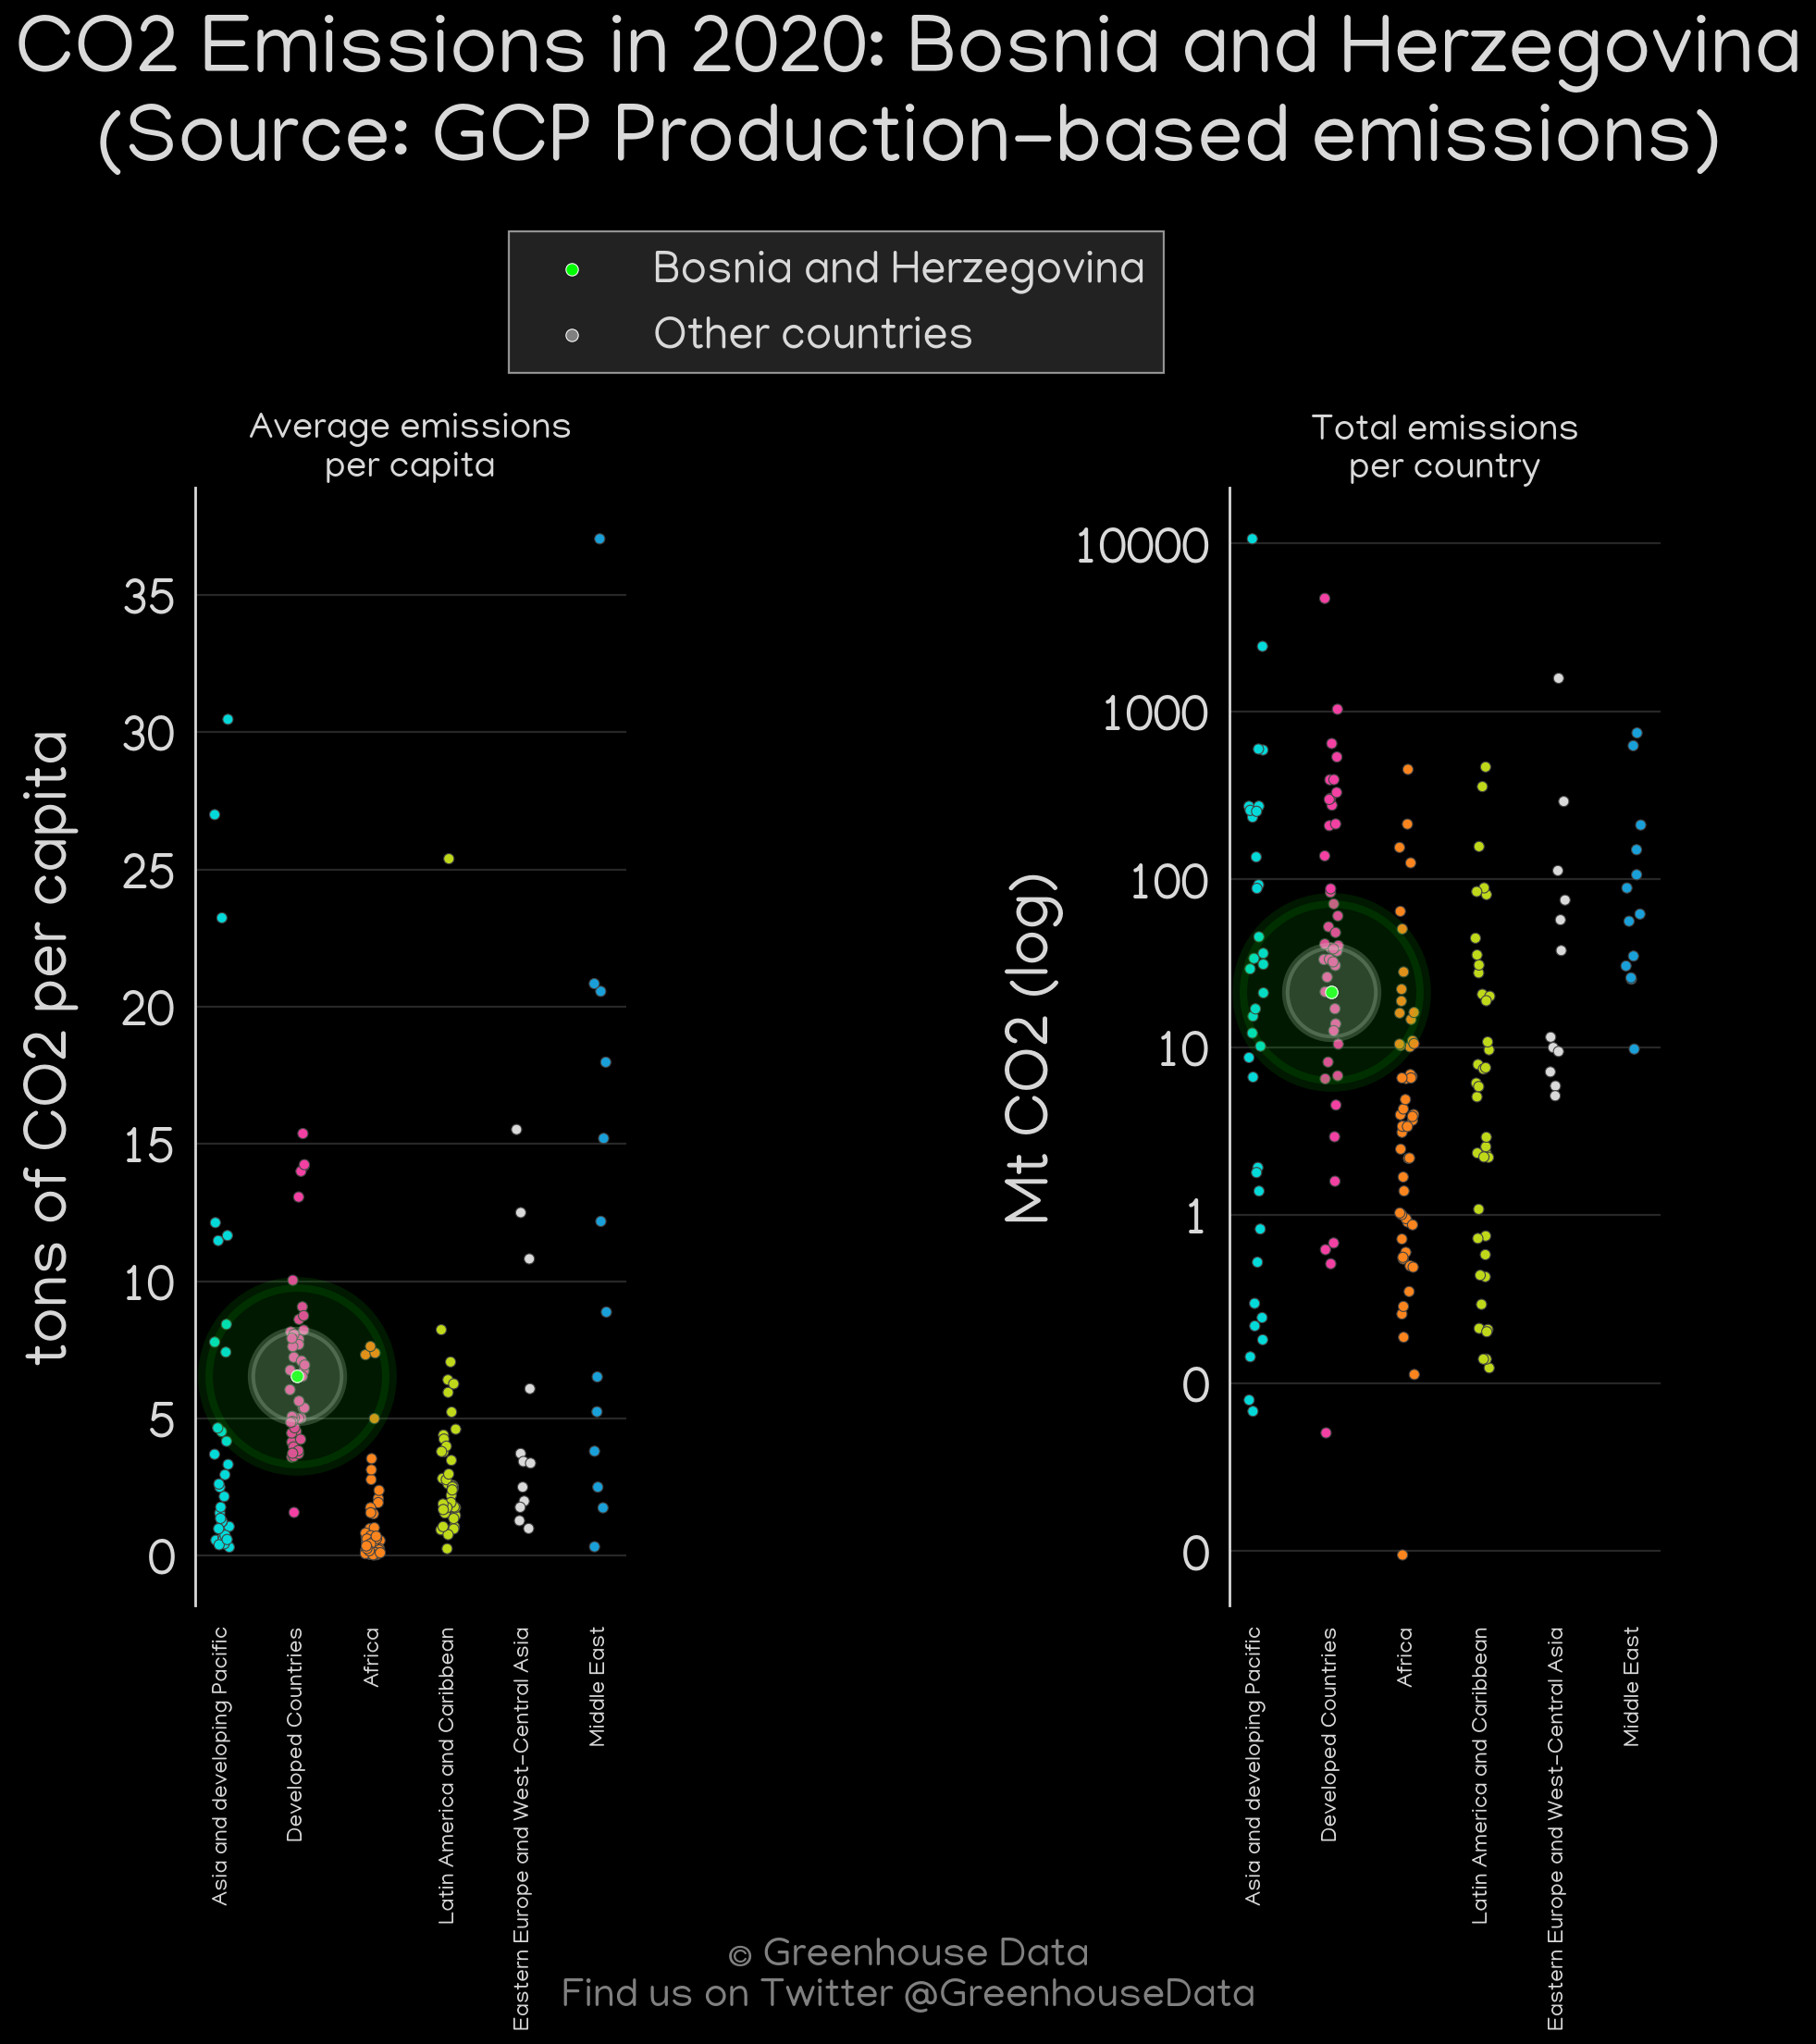 CO2 Emissions in 2020: Bosnia and Herzegovina
(Source: GCP Production-based emissions)
Bosnia and Herzegovina
Other countries
Average emissions
per capita
tons of CO2 per capita
35
30
25
20
15
10
5
0
Asia and developing Pacific
Developed Countries
Africa
Latin America and Caribbean
Eastern Europe and West-Central Asia
Middle East
Total emissions
per country
Mt CO2 (log)
10000
1000
100
10
1
0
0
Asia and developing Pacific
Developed Countries
Africa
Latin America and Caribbean
Eastern Europe and West-Central Asia
Middle East
© Greenhouse Data
Find us on Twitter @GreenhouseData